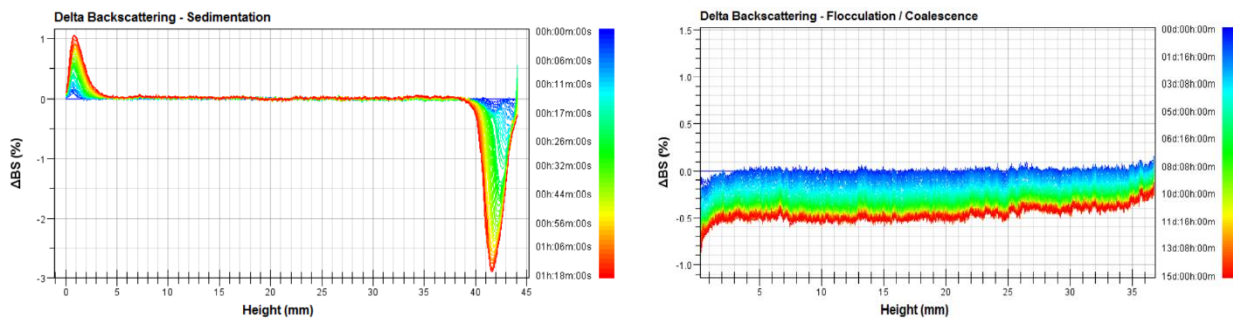 Delta Backscattering - Sedimentation
1
0
-1
-2
-3
ΔBS (%)
0 5 10 15 20 25 30 35 40 45
Height (mm)
00h:00m:00s
00h:06m:00s
00h:11m:00s
00h:17m:00s
00h:26m:00s
00h:32m:00s
00h:44m:00s
00h:56m:00s
01h:06m:00s
01h:18m:00s
Delta Backscattering - Flocculation / Coalescence
1.5
1.0
0.5
0.0
-0.5
-1.0
ΔBS (%)
5 10 15 20 25 30 35
Height (mm)
00d:00h:00m
01d:16h:00m
03d:08h:00m
05d:00h:00m
06d:16h:00m
08d:08h:00m
10d:00h:00m
11d:16h:00m
13d:08h:00m
15d:00h:00m